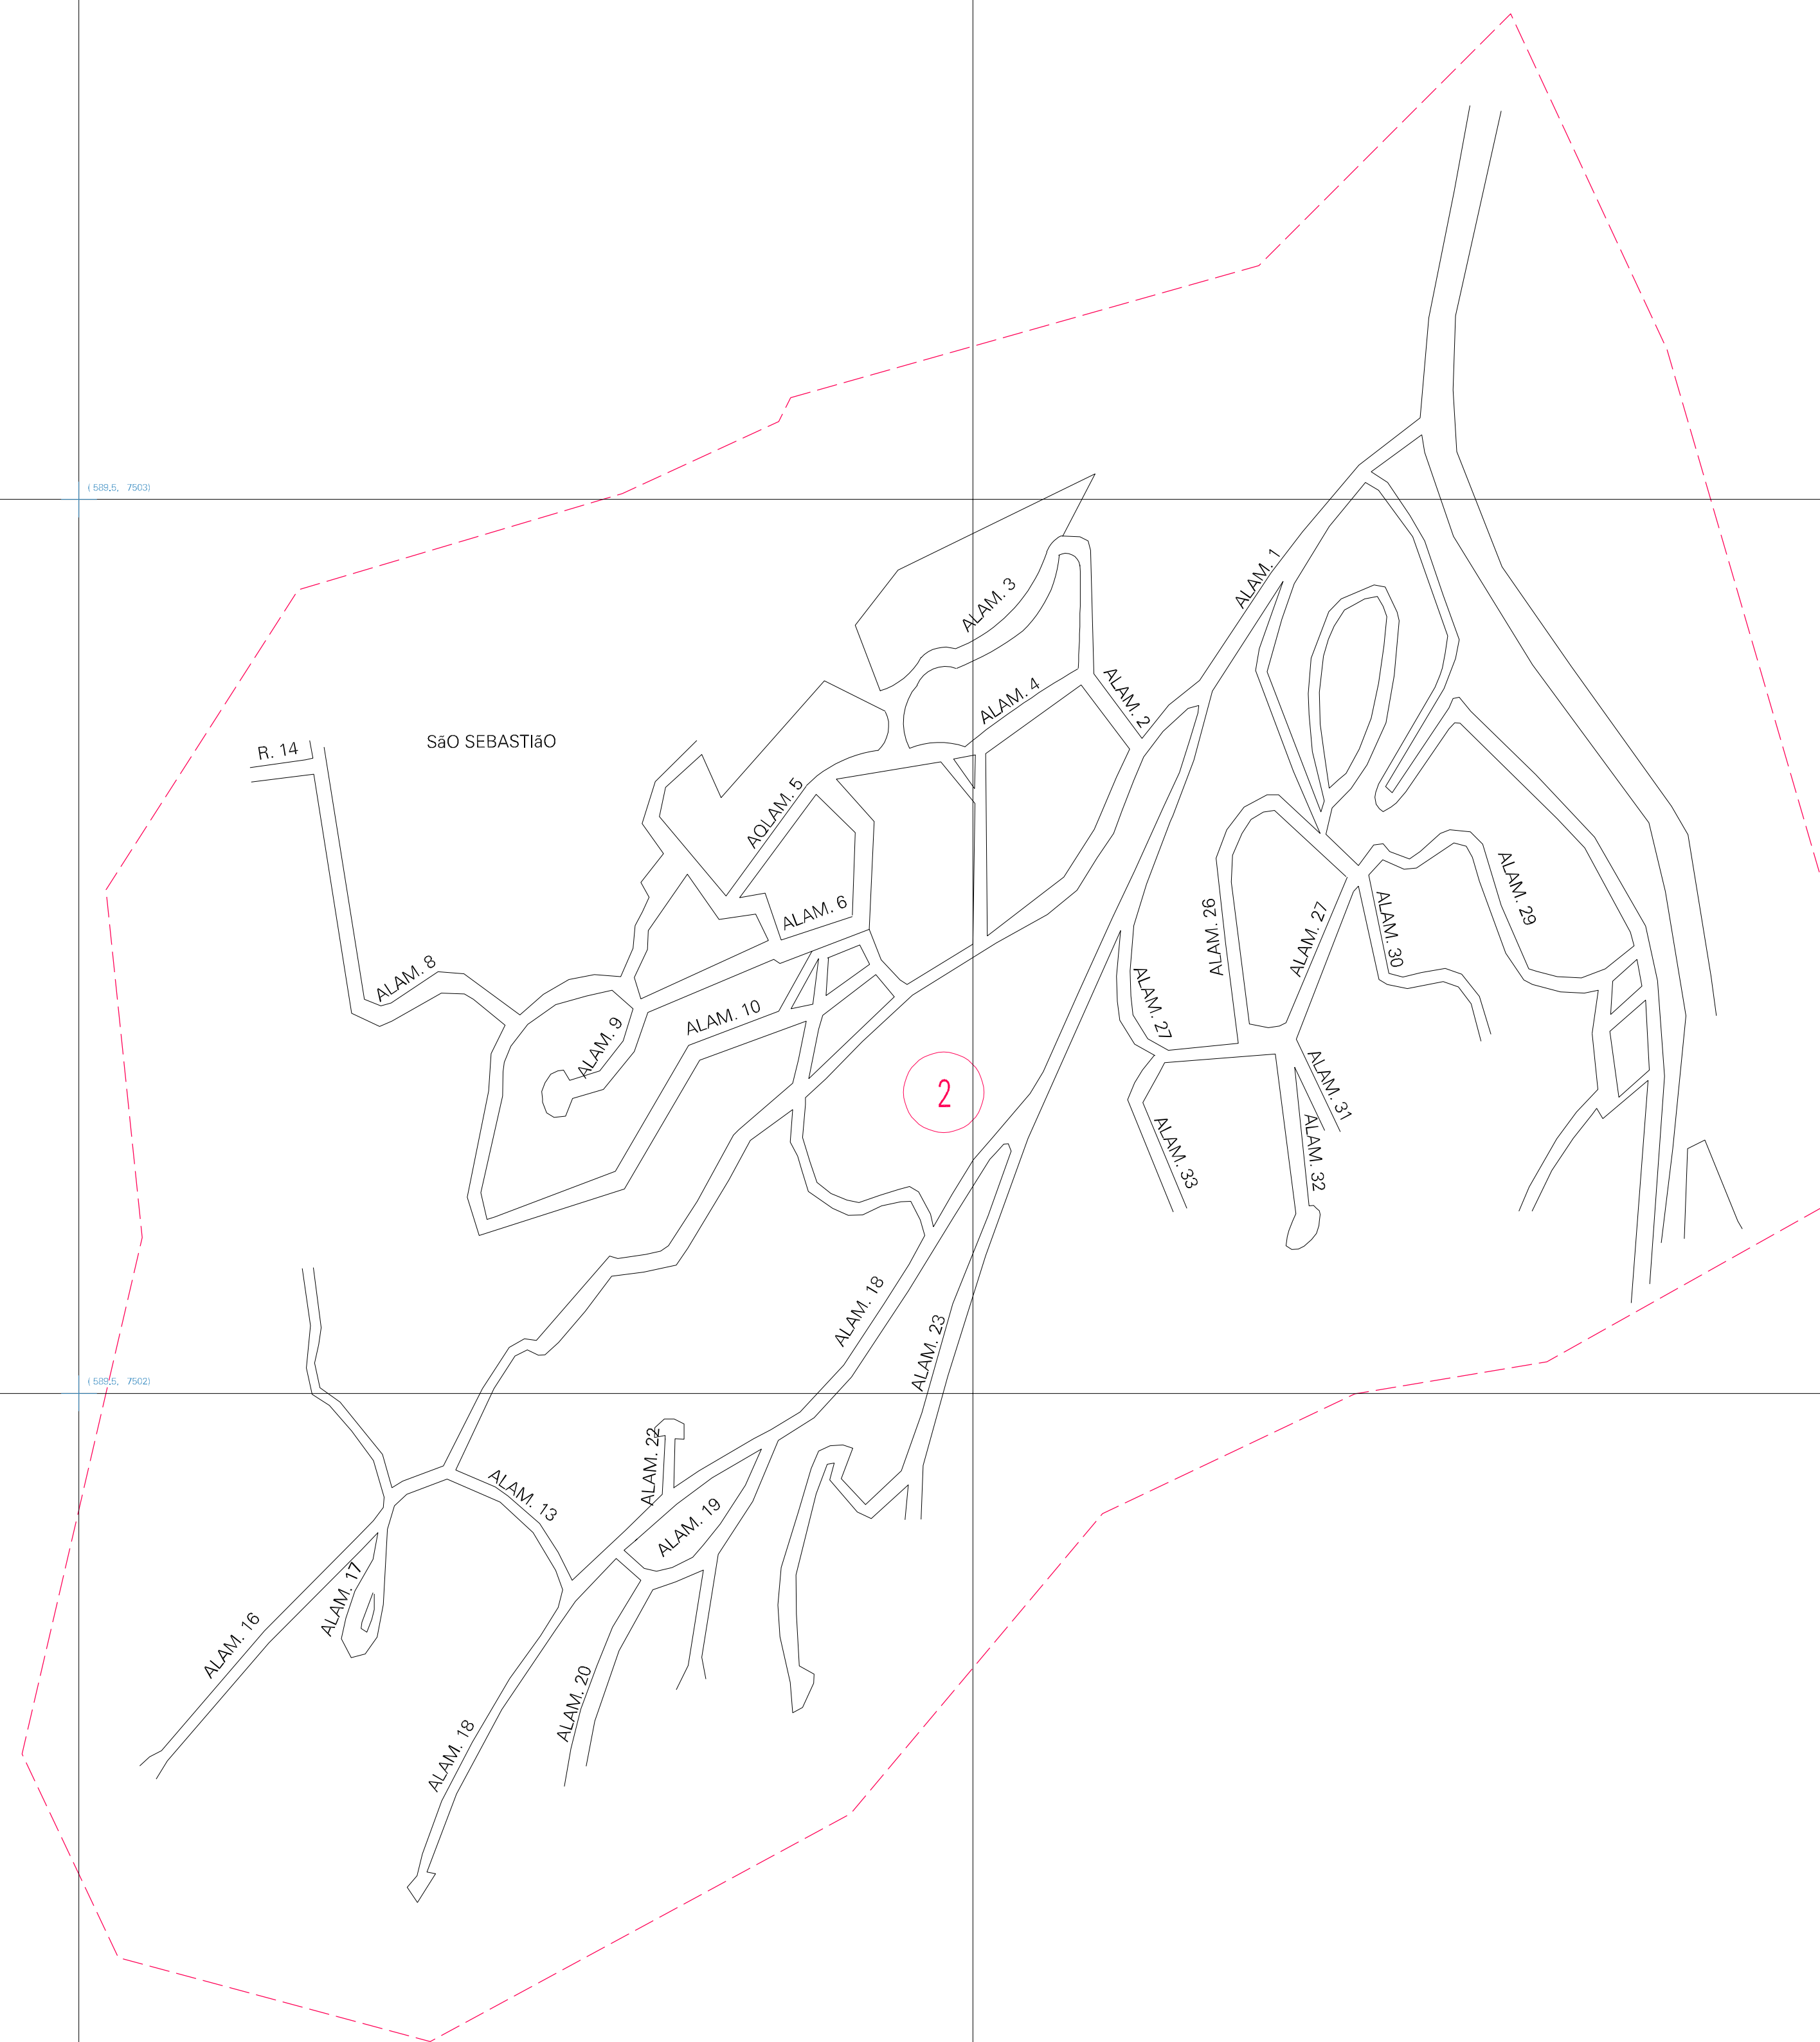 (589.5, 7503)
ALAM. 1
ALAM. 3
ALAM. 4
ALAM. 2
R. 14
SãO SEBASTIãO
AQLAM. 5
ALAM. 6
ALAM. 29
ALAM. 26
ALAM. 27
ALAM. 30
ALAM. 8
ALAM. 10
ALAM. 9
ALAM. 27
2
ALAM. 31
ALAM. 33
ALAM. 32
ALAM. 18
ALAM. 23
(589.5, 7502)
ALAM. 22
ALAM. 13
ALAM. 19
ALAM. 17
ALAM. 16
ALAM. 20
ALAM. 18